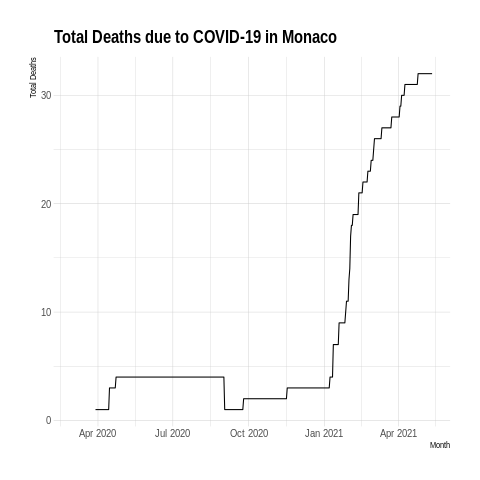 Total Deaths due to COVID-19 in Monaco
Total Deaths
30
20
10
0
Apr 2020 Jul 2020 Oct 2020 Jan 2021 Apr 2021
Month